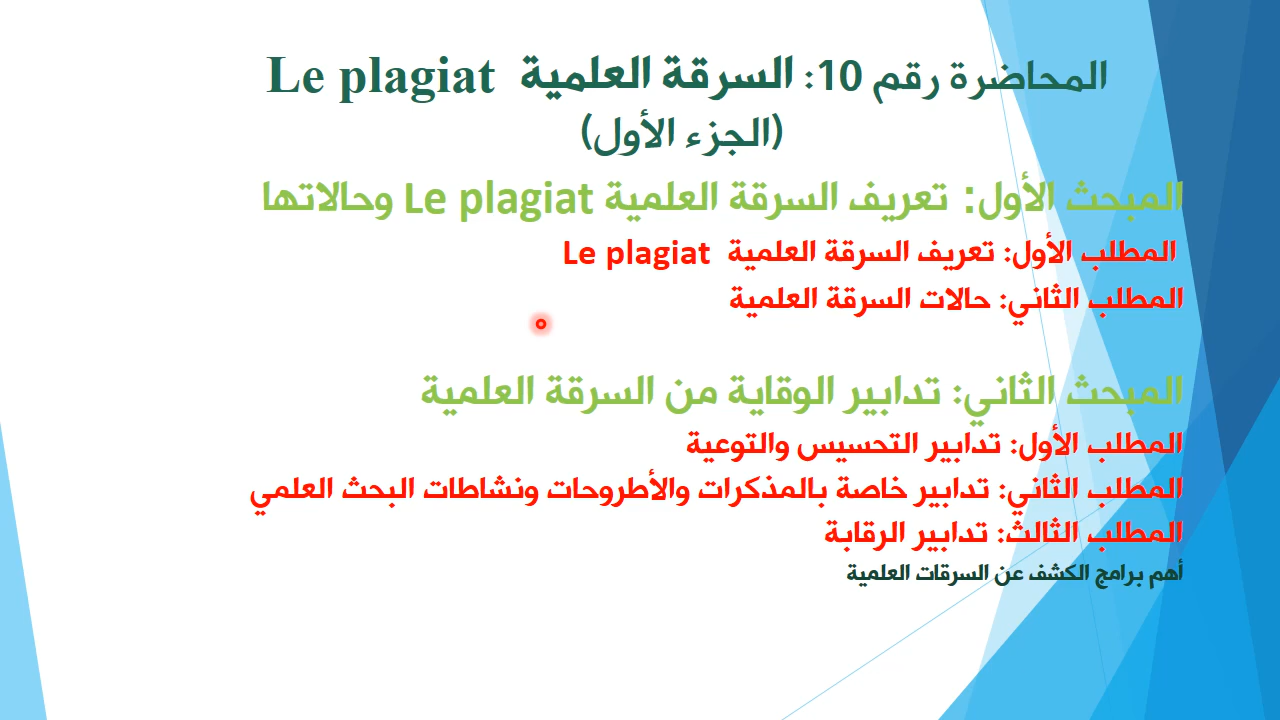 المحاضرة رقم 10: السرقة العلمية Le plagiat
(الجزء الأول)
المبحث الأول: تعريف السرقة العلمية Le plagiat وحالاتها
المطلب الأول: تعريف السرقة العلمية Le plagiat
المطلب الثاني: حالات السرقة العلمية
المبحث الثاني: تدابير الوقاية من السرقة العلمية
المطلب الأول: تدابير التحسيس والتوعية
المطلب الثاني: تدابير خاصة بالمذكرات والأطروحات ونشاطات البحث العلمي
المطلب الثالث: تدابير الرقابة
أهم برامج الكشف عن السرقات العلمية